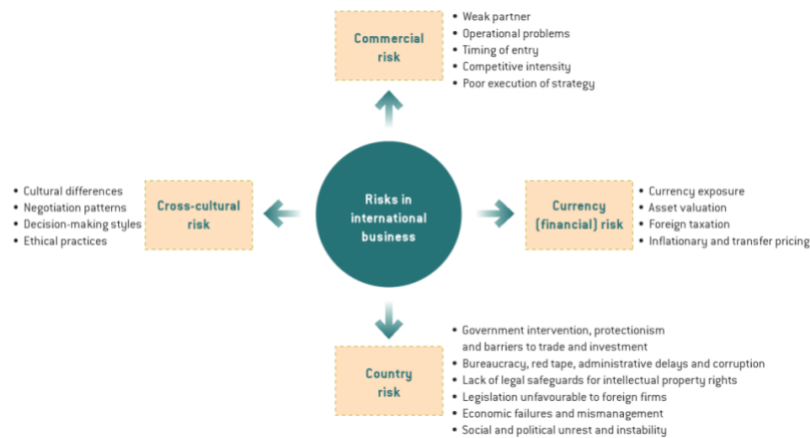 Commercial
risk
• Weak partner
• Operational problems
• Timing of entry
• Competitive intensity
• Poor execution of strategy
• Cultural differences
• Negotiation patterns
• Decision-making styles
• Ethical practices
Cross-cultural
risk
Risks in
international
business
Currency
(financial) risk
• Currency exposure
• Asset valuation
• Foreign taxation
• Inflationary and transfer pricing
Country
risk
• Government intervention, protectionism
and barriers to trade and investment
• Bureaucracy, red tape, administrative delays and corruption
• Lack of legal safeguards for intellectual property rights
• Legislation unfavourable to foreign firms
• Economic failures and mismanagement
• Social and political unrest and instability